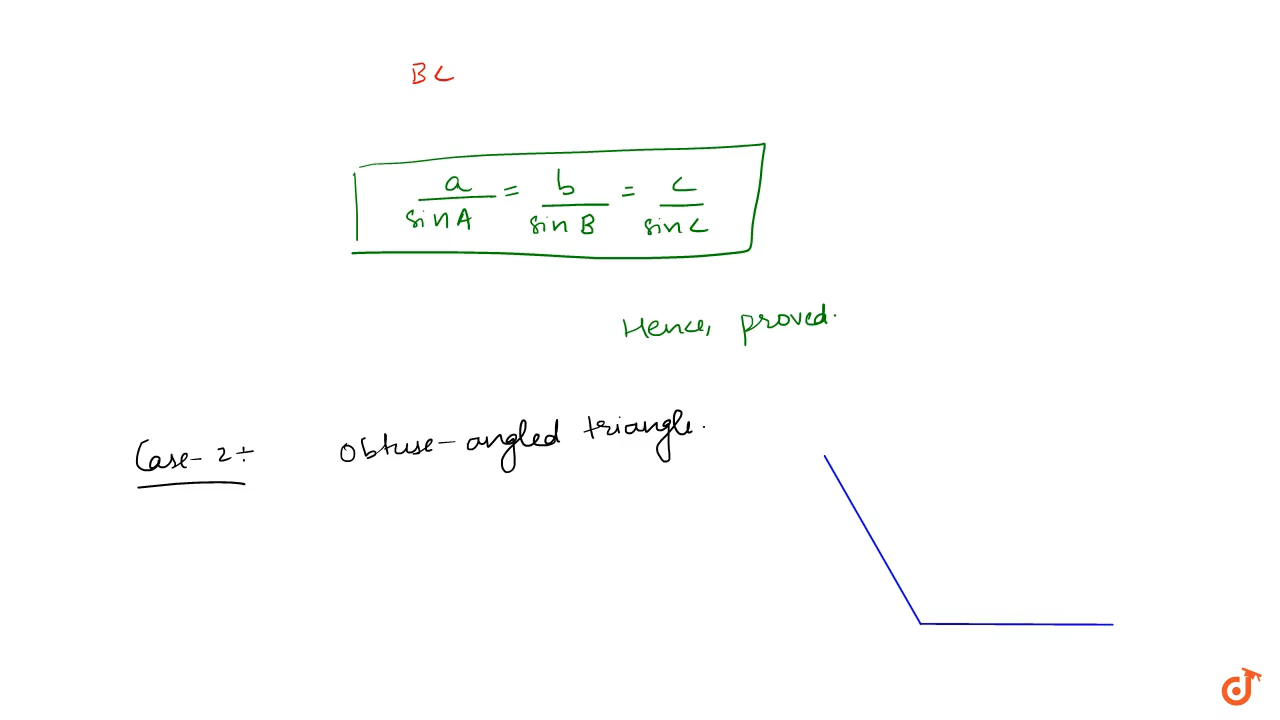 BC
a/sinA = b/sinB = c/sinC
Hence, proved.
Case-2÷ Obtuse-angled triangle.